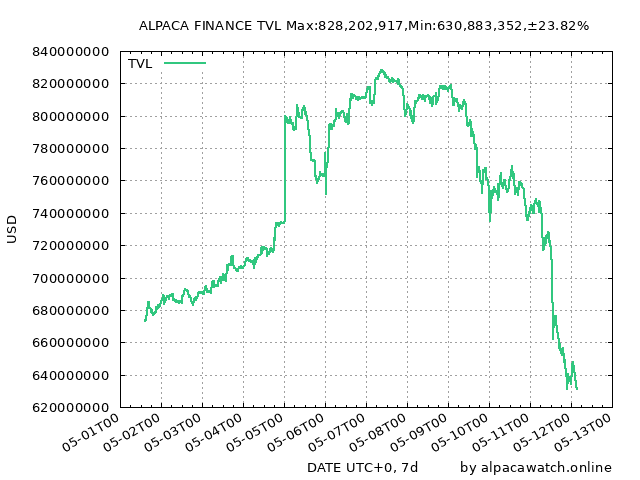 ALPACA FINANCE TVL Max:828,202,917,Min:630,883,352,±23.82%
840000000
TVL
820000000
800000000
780000000
760000000
740000000
USD
720000000
700000000
680000000
660000000
640000000
620000000
05-01T00 05-02T00 05-03T00 05-04T00 05-05T00 05-06T00 05-07T00 05-08T00 05-09T00 05-10T00 05-11T00 05-12T00 05-13T00
DATE UTC+0, 7d by alpacawatch.online